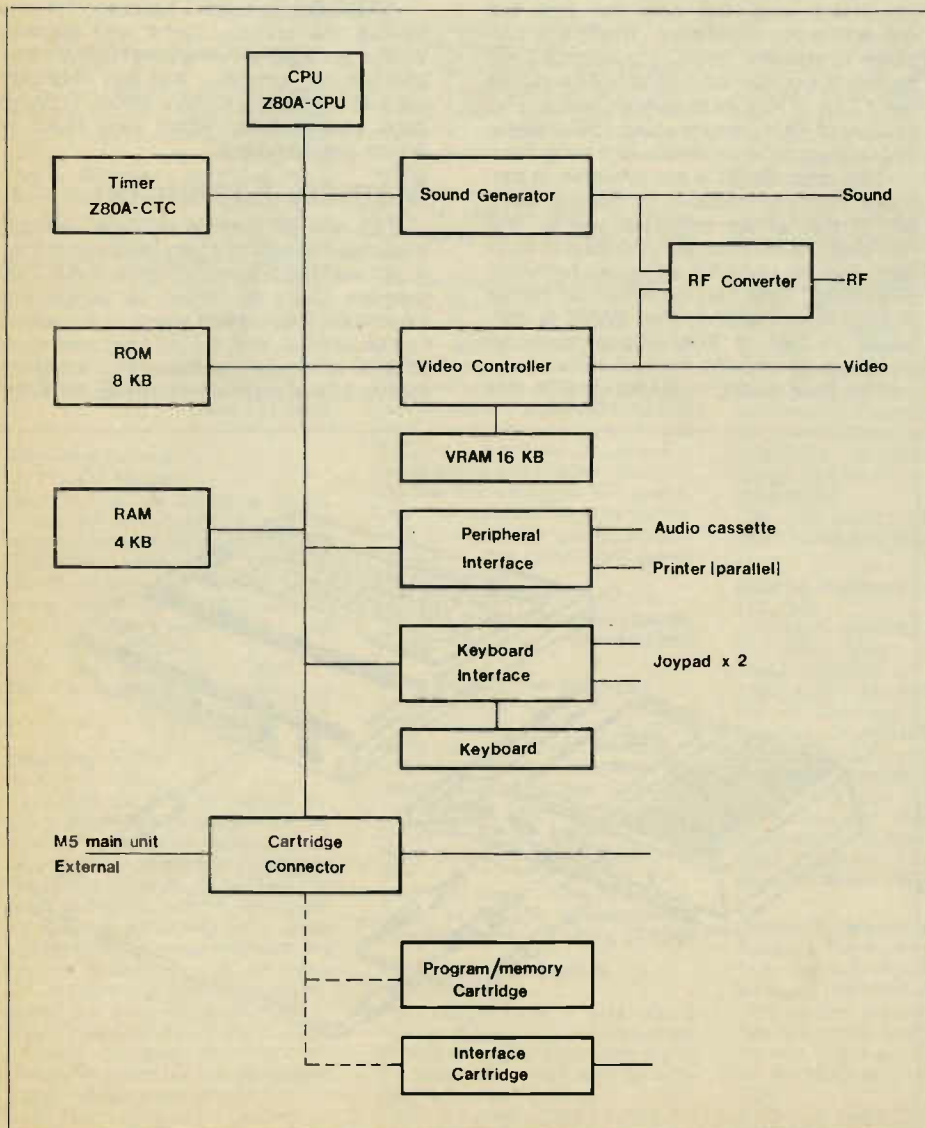 CPU
Z80A-CPU
Timer
Z80A-CTC
Sound Generator
Sound
RF Converter
RF
ROM
8 KB
Video Controller
Video
VRAM 16 KB
RAM
4 KB
Peripheral
Interface
Audio cassette
Printer (parallell)
Keyboard
Interface
Joypad x 2
Keyboard
M5 main unit
External
Cartridge
Connector
Program/memory
Cartridge
Interface
Cartridge